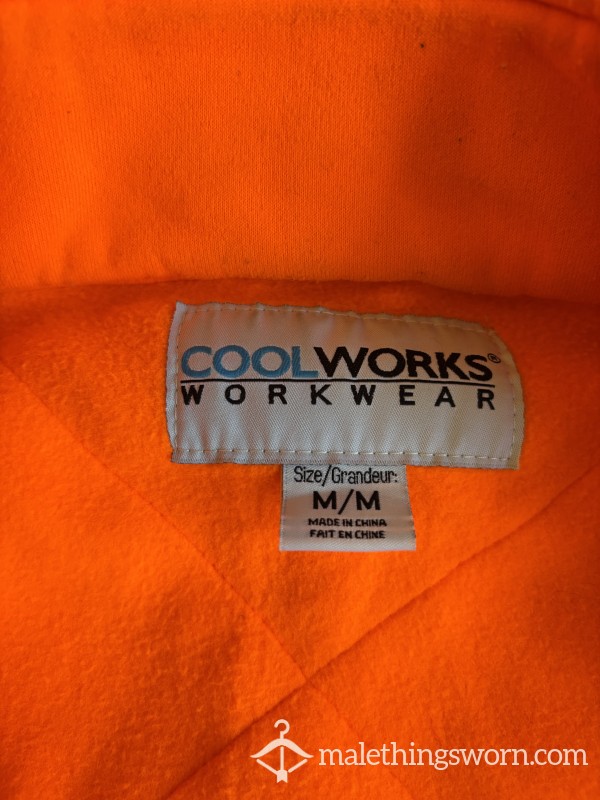 COOLWORKS®
WORKWEAR
Size/Grandeur:
M/M
MADE IN CHINA
FAIT EN CHINE
malethingsworn.com